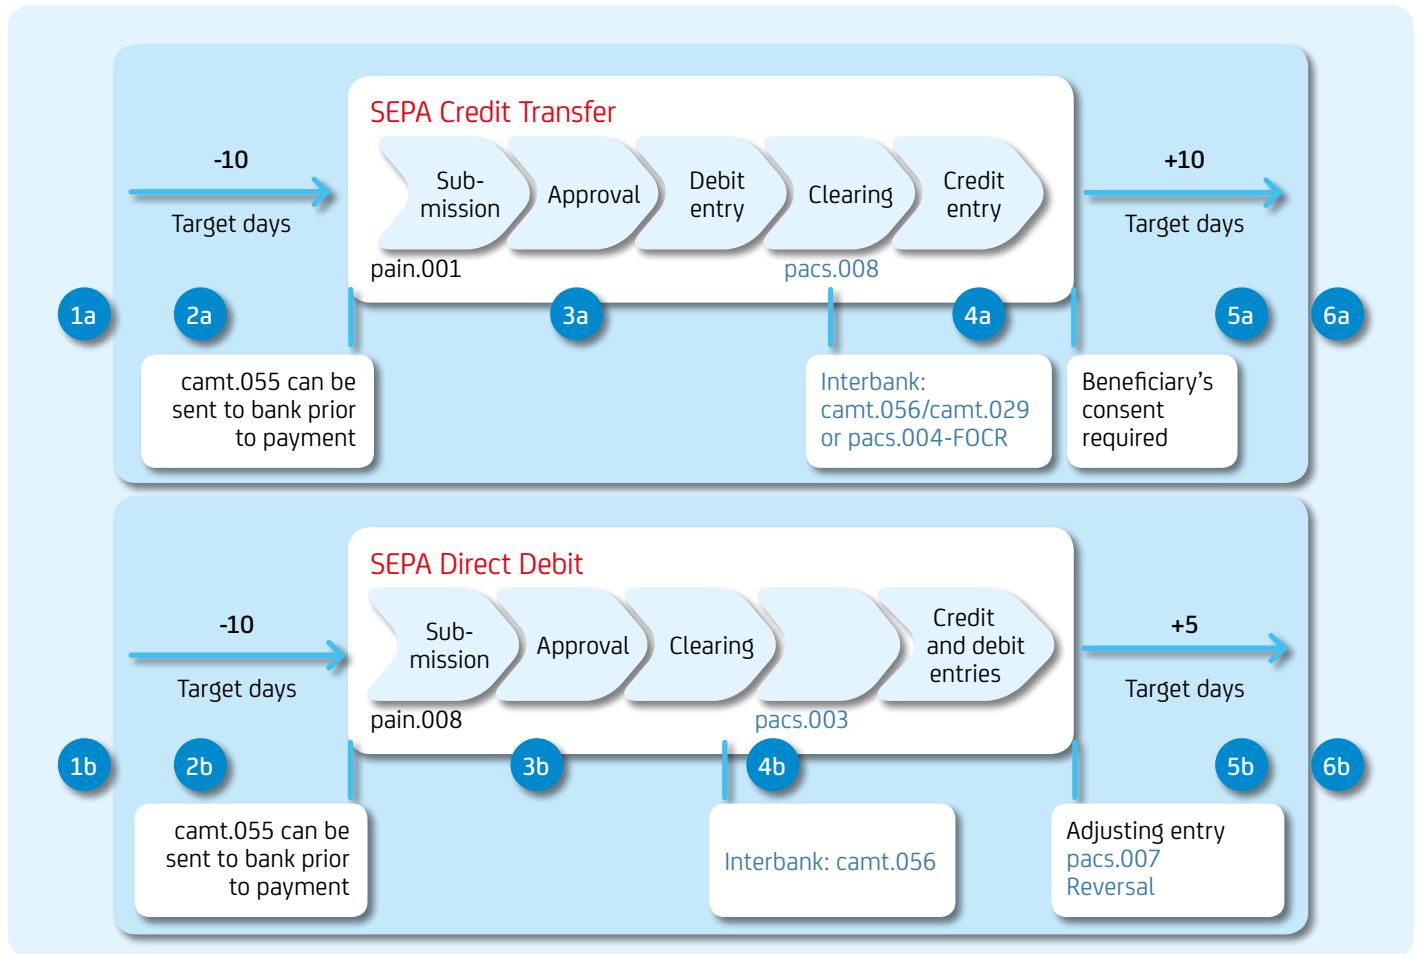 SEPA Credit Transfer
-10
Target days
Sub-
mission
Approval
Debit
entry
Clearing
Credit
entry
+10
Target days
pain.001
pacs.008
1a
2a
3a
4a
5a
6a
camt.055 can be
sent to bank prior
to payment
Interbank:
camt.056/camt.029
or pacs.004-FOCR
Beneficiary's
consent
required
SEPA Direct Debit
-10
Target days
Sub-
mission
Approval
Clearing
Credit
and debit
entries
+5
Target days
pain.008
pacs.003
1b
2b
3b
4b
5b
6b
camt.055 can be
sent to bank prior
to payment
Interbank: camt.056
Adjusting entry
pacs.007
Reversal